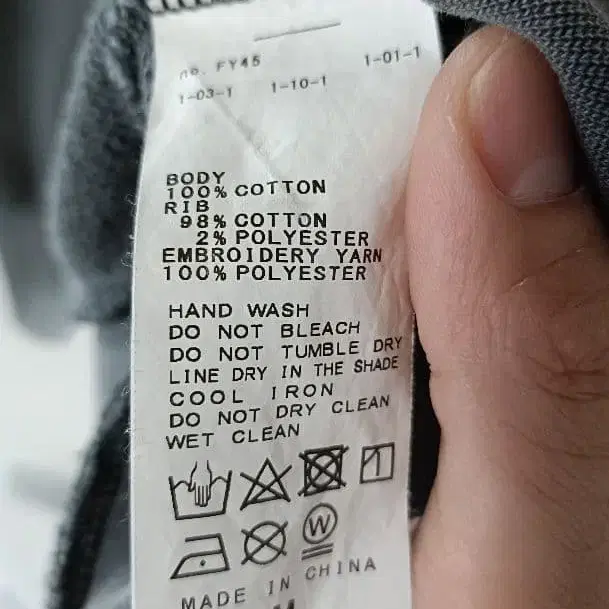 no. FY45
1-03-1 1-10-1 1-01-1
BODY
100% COTTON
RIB
98% COTTON
2% POLYESTER
EMBROIDERY YARN
100% POLYESTER
HAND WASH
DO NOT BLEACH
DO NOT TUMBLE DRY
LINE DRY IN THE SHADE
COOL IRON
DO NOT DRY CLEAN
WET CLEAN
W
MADE IN CHINA